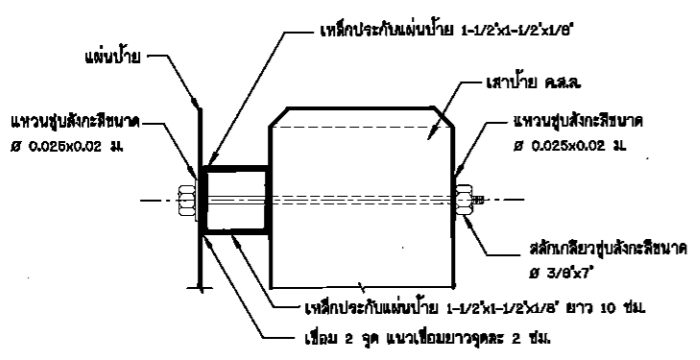 เหล็กประกับแผ่นป้าย 1-1/2"x1-1/2"x1/8"
แผ่นป้าย
เสาป้าย ค.ส.ล.
แหวนชุบสังกะสีขนาด
Ø 0.025x0.02 ม.
แหวนชุบสังกะสีขนาด
Ø 0.025x0.02 ม.
สลักเกลียวชุบสังกะสีขนาด
Ø 3/8"x7"
เหล็กประกับแผ่นป้าย 1-1/2"x1-1/2"x1/8" ยาว 10 ซม.
เชื่อม 2 จุด แนวเชื่อมยาวจุดละ 2 ซม.